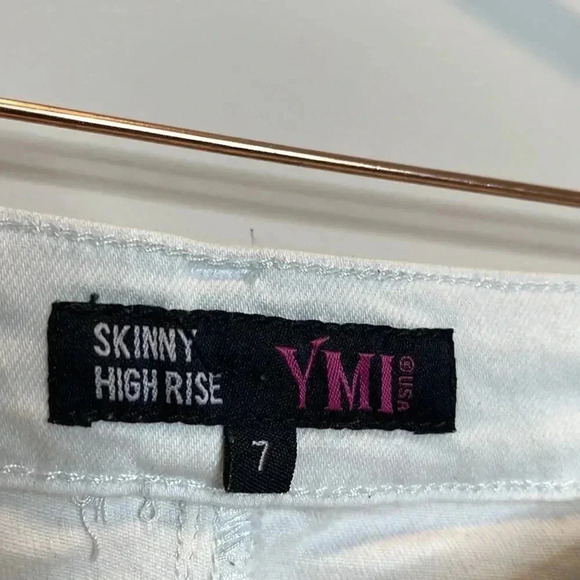 SKINNY
HIGH RISE
YMI® USA
7